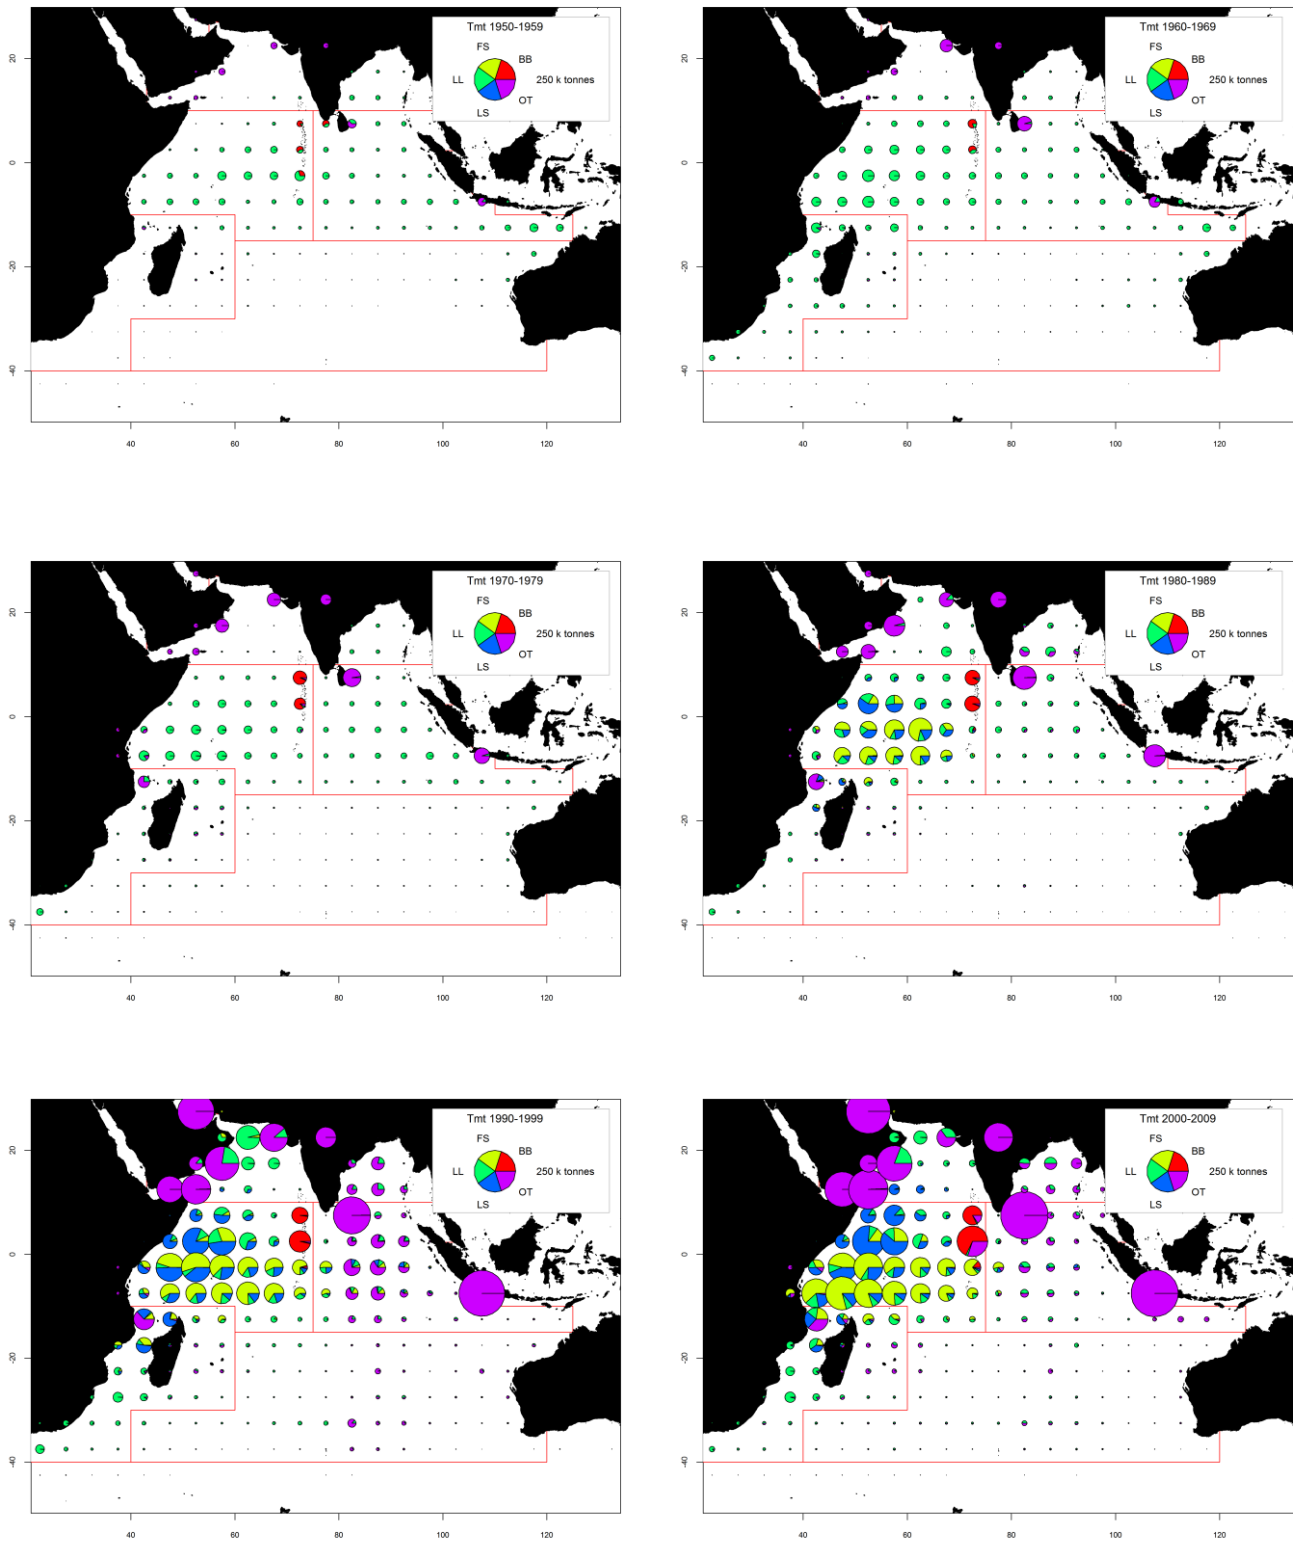 Tmt 1950-1959
FS
BB
LL
250 k tonnes
OT
LS
20
0
-20
-40
40
60
80
100
120
Tmt 1960-1969
FS
BB
LL
250 k tonnes
OT
LS
20
0
-20
-40
40
60
80
100
120
Tmt 1970-1979
FS
BB
LL
250 k tonnes
OT
LS
20
0
-20
-40
40
60
80
100
120
Tmt 1980-1989
FS
BB
LL
250 k tonnes
OT
LS
20
0
-20
-40
40
60
80
100
120
Tmt 1990-1999
FS
BB
LL
250 k tonnes
OT
LS
20
0
-20
-40
40
60
80
100
120
Tmt 2000-2009
FS
BB
LL
250 k tonnes
OT
LS
20
0
-20
-40
40
60
80
100
120